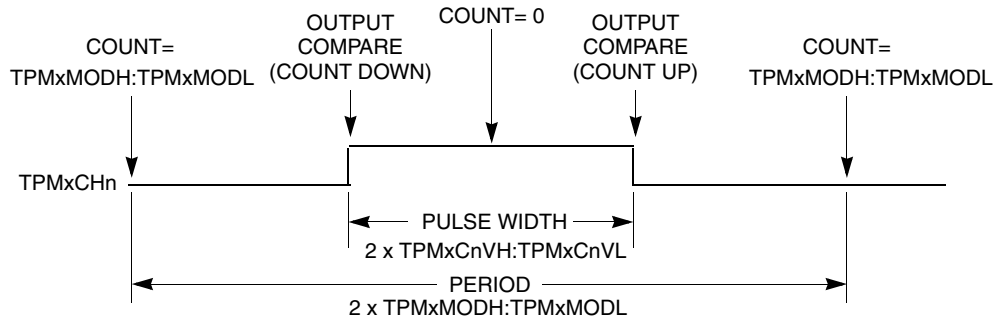 COUNT=
TPMxMODH:TPMxMODL
OUTPUT
COMPARE
(COUNT DOWN)
COUNT= 0
OUTPUT
COMPARE
(COUNT UP)
COUNT=
TPMxMODH:TPMxMODL
TPMxCHn
PULSE WIDTH
2 x TPMxCnVH:TPMxCnVL
PERIOD
2 x TPMxMODH:TPMxMODL